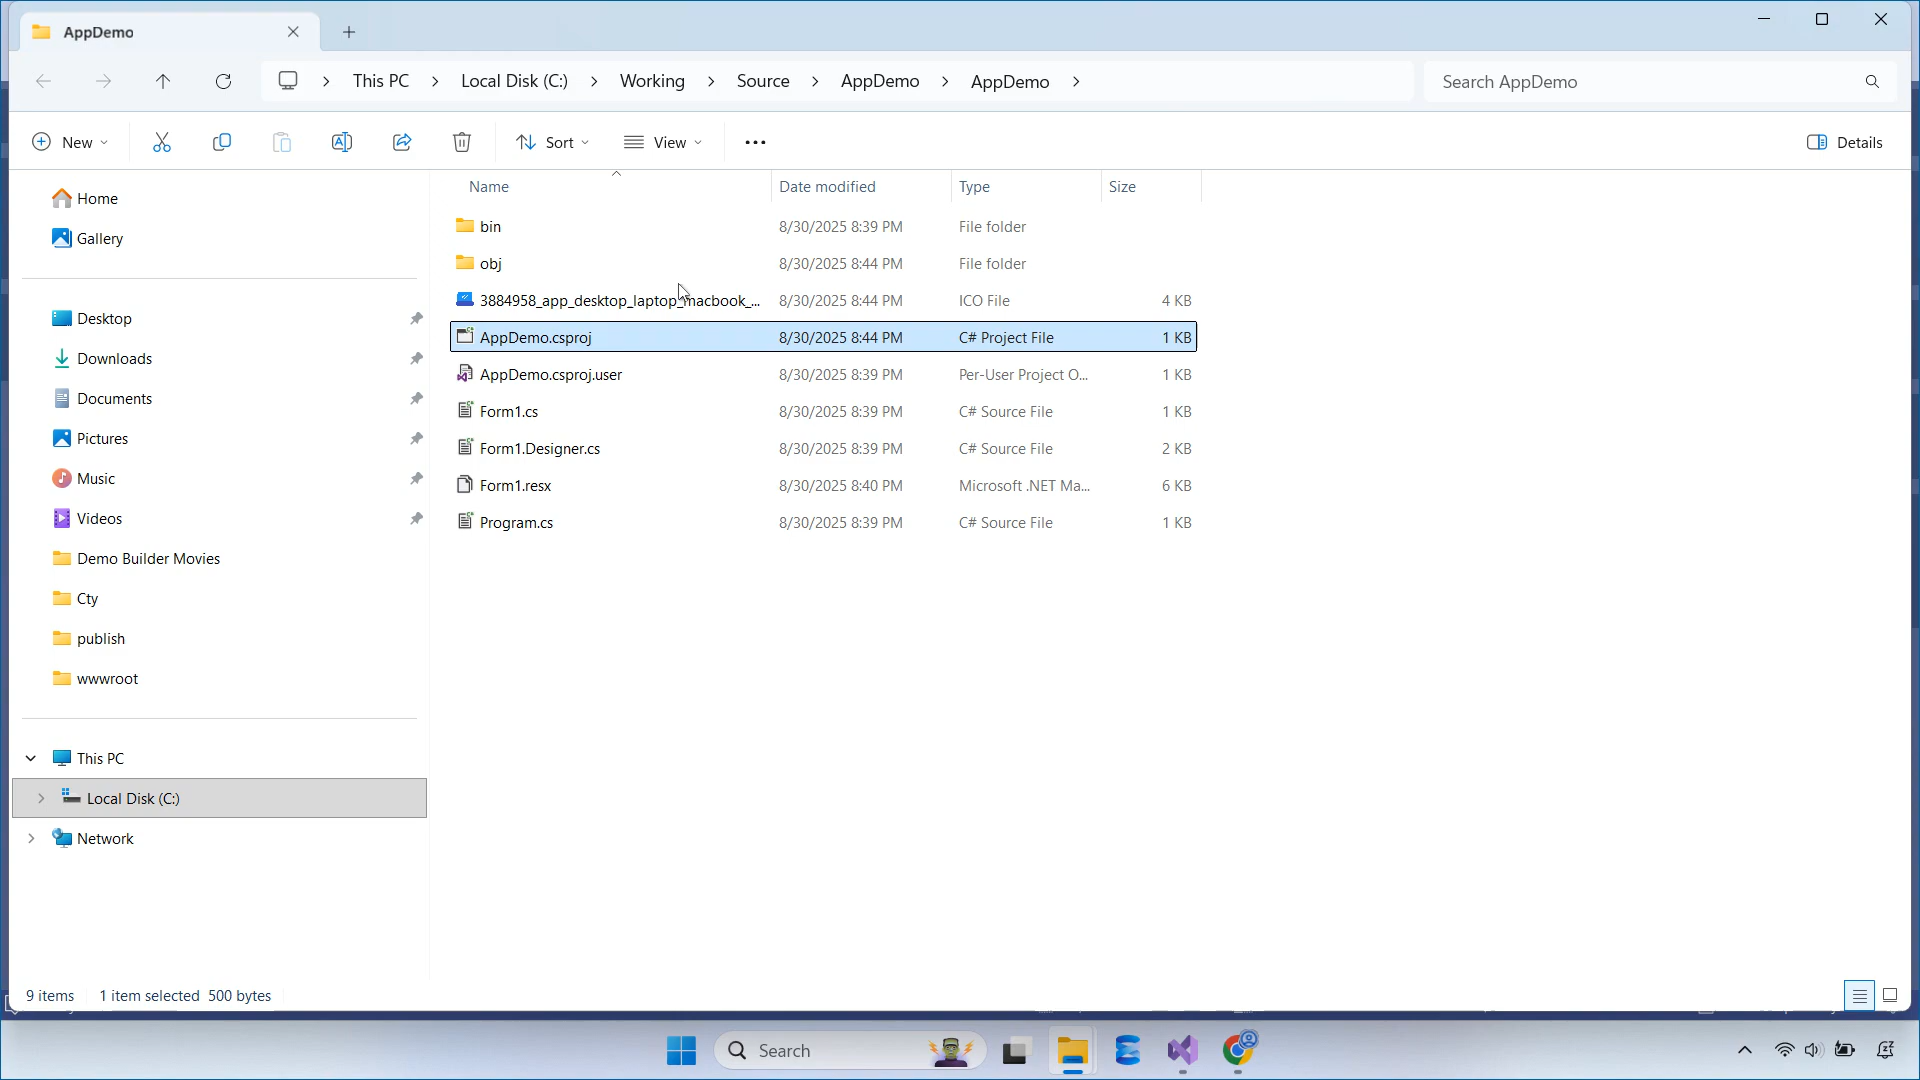 AppDemo
This PC
Local Disk (C:)
Working
Source
AppDemo
AppDemo
Search AppDemo
New
Sort
View
Details
Name Date modified Type Size
bin 8/30/2025 8:39 PM File folder
obj 8/30/2025 8:44 PM File folder
3884958_app_desktop_laptop_macbook_... 8/30/2025 8:44 PM ICO File 4 KB
AppDemo.csproj 8/30/2025 8:44 PM C# Project File 1 KB
AppDemo.csproj.user 8/30/2025 8:39 PM Per-User Project O... 1 KB
Form1.cs 8/30/2025 8:39 PM C# Source File 1 KB
Form1.Designer.cs 8/30/2025 8:39 PM C# Source File 2 KB
Form1.resx 8/30/2025 8:40 PM Microsoft .NET Ma... 6 KB
Program.cs 8/30/2025 8:39 PM C# Source File 1 KB
Home
Gallery
Desktop
Downloads
Documents
Pictures
Music
Videos
Demo Builder Movies
Cty
publish
wwwroot
This PC
Local Disk (C:)
Network
9 items 1 item selected 500 bytes
Search